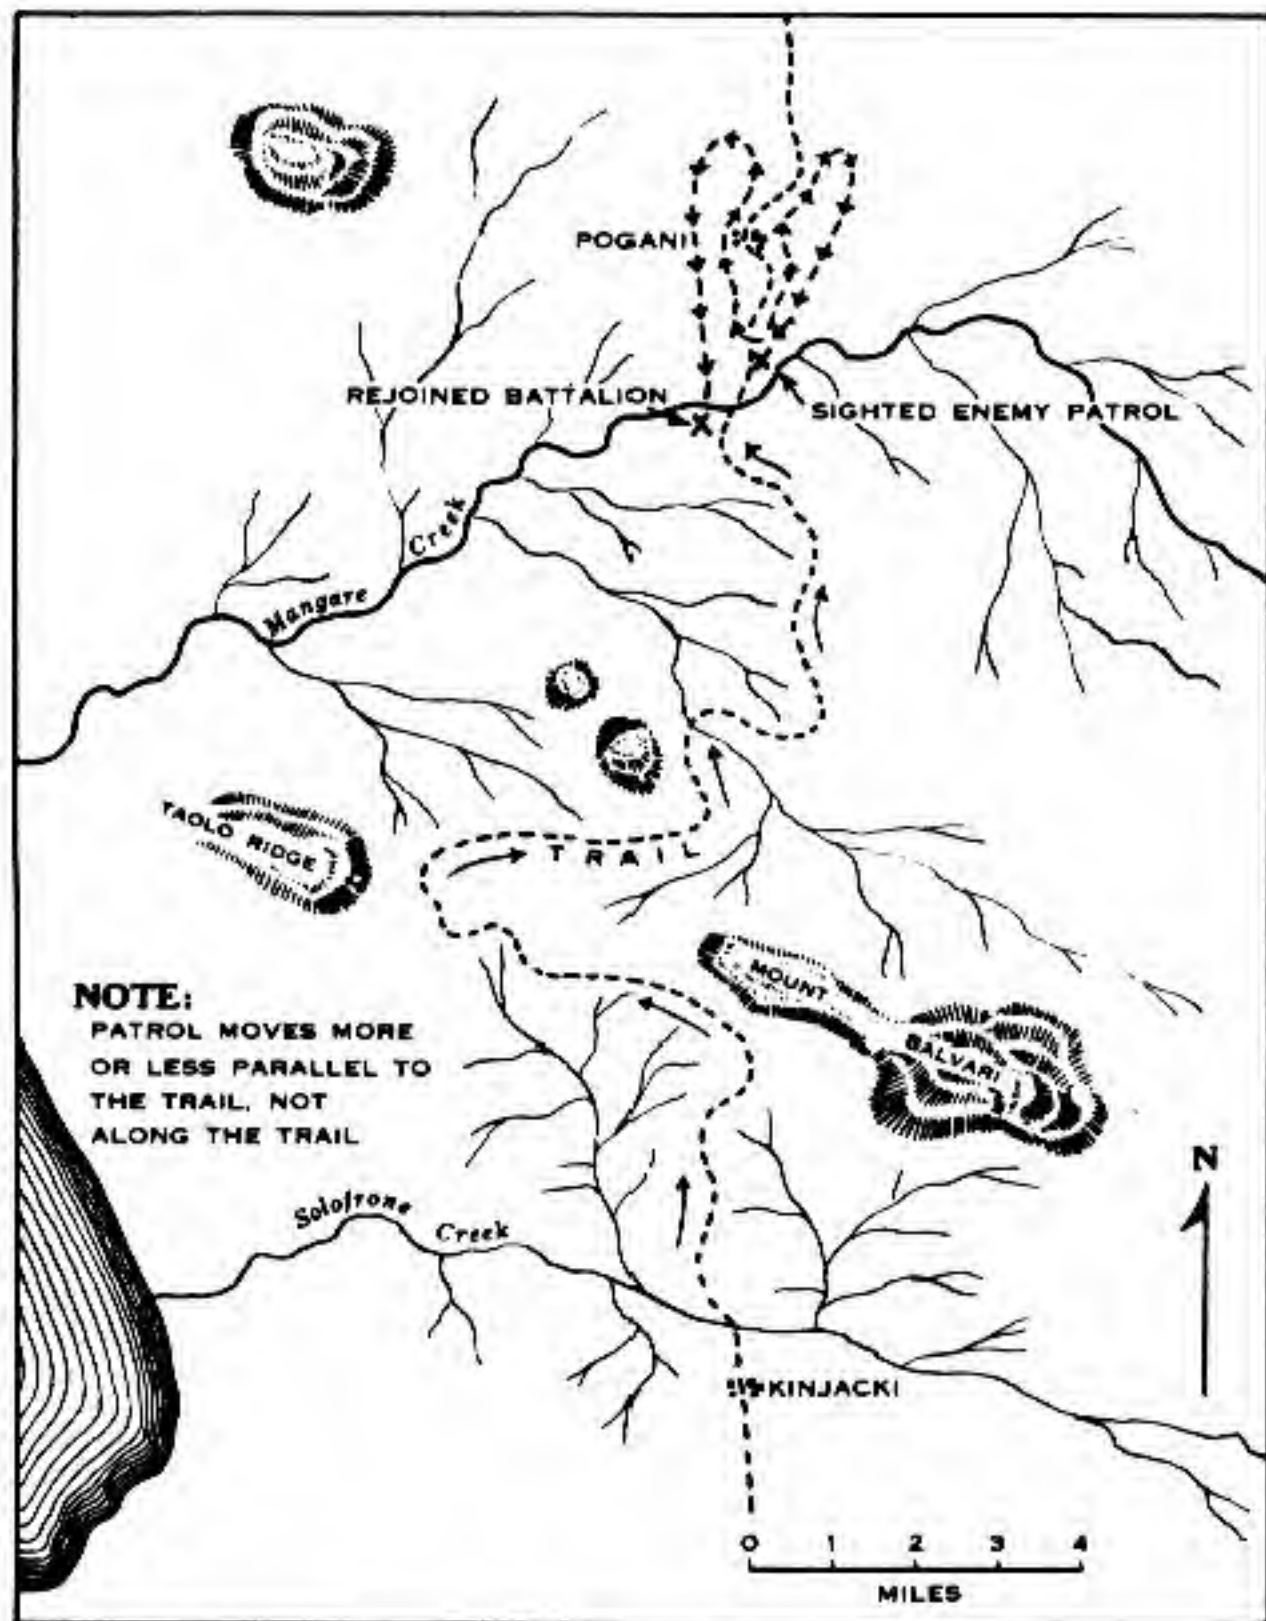 POGANI
REJOINED BATTALION
SIGHTED ENEMY PATROL
Mangare Creek
TAOLO RIDGE
TRAIL
MOUNT
BALVARI
NOTE:
PATROL MOVES MORE
OR LESS PARALLEL TO
THE TRAIL, NOT
ALONG THE TRAIL
N
Solofrone Creek
KINJACKI
0 1 2 3 4
MILES